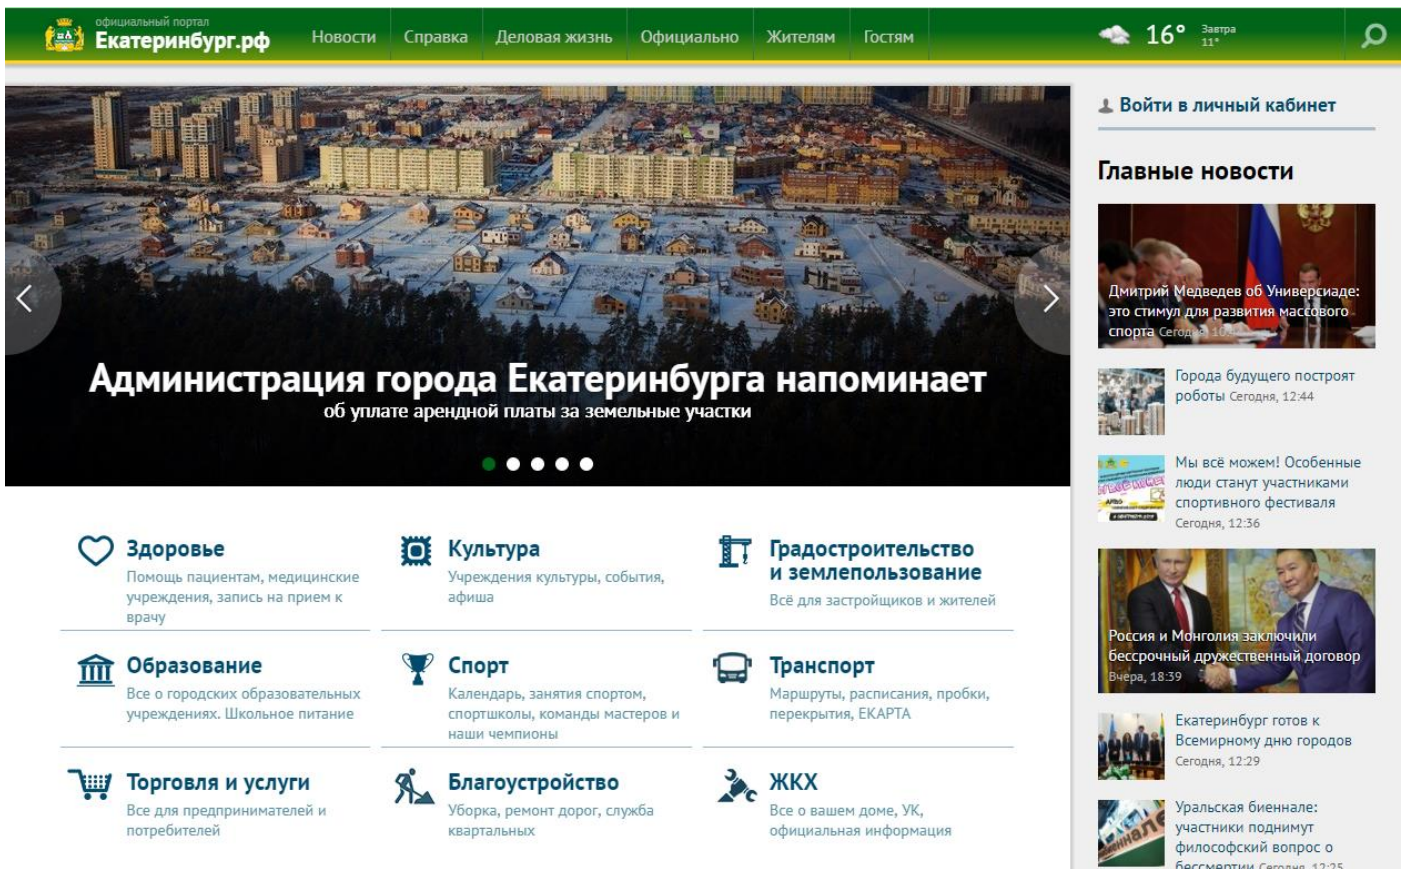 официальный портал
Екатеринбург.рф
Новости
Справка
Деловая жизнь
Официально
Жителям
Гостям
16°
Завтра
11°
Войти в личный кабинет
Администрация города Екатеринбурга напоминает
об уплате арендной платы за земельные участки
Здоровье
Помощь пациентам, медицинские
учреждения, запись на прием к
врачу
Культура
Учреждения культуры, события,
афиша
Градостроительство
и землепользование
Всё для застройщиков и жителей
Образование
Все о городских образовательных
учреждениях. Школьное питание
Спорт
Календарь, занятия спортом,
спортшколы, команды мастеров и
наши чемпионы
Транспорт
Маршруты, расписания, пробки,
перекрытия, ЕКАРТА
Торговля и услуги
Все для предпринимателей и
потребителей
Благоустройство
Уборка, ремонт дорог, служба
квартальных
ЖКХ
Все о вашем доме, УК,
официальная информация
Главные новости
Дмитрий Медведев об Универсиаде:
это стимул для развития массового
спорта Сегодня,
Города будущего построят
роботы Сегодня, 12:44
Мы всё можем! Особенные
люди станут участниками
спортивного фестиваля
Сегодня, 12:36
Россия и Монголия заключили
бессрочный дружественный договор
Вчера, 18:39
Екатеринбург готов к
Всемирному дню городов
Сегодня, 12:29
Уральская биеннале:
участники поднимут
философский вопрос о
бессмертии Сегодня, 12:25